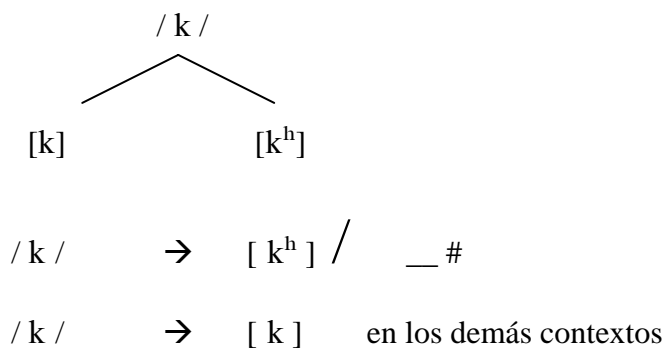 / k /
[k] [kʰ]
/ k / → [ kʰ ] / __ #
/ k / → [ k ] en los demás contextos